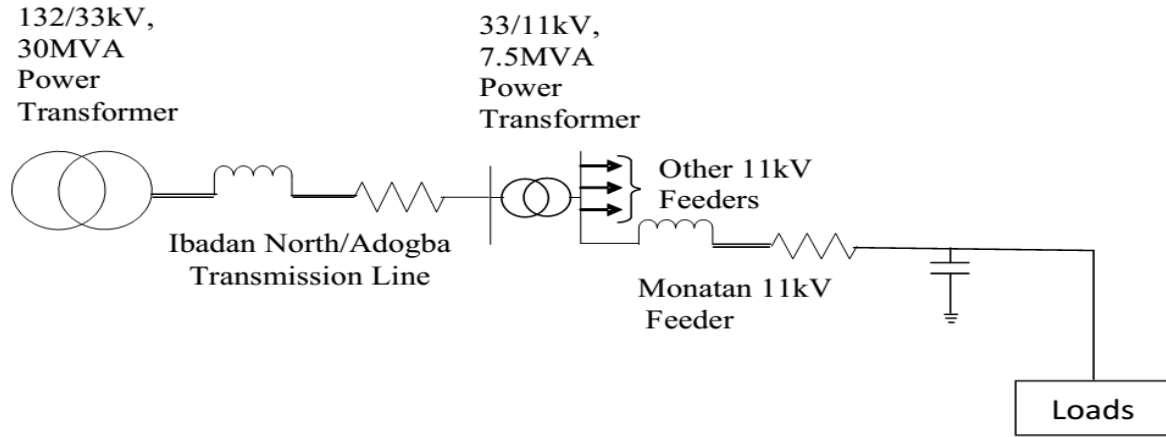 132/33kV,
30MVA
Power
Transformer
33/11kV,
7.5MVA
Power
Transformer
Other 11kV
Feeders
Ibadan North/Adogba
Transmission Line
Monatan 11kV
Feeder
Loads